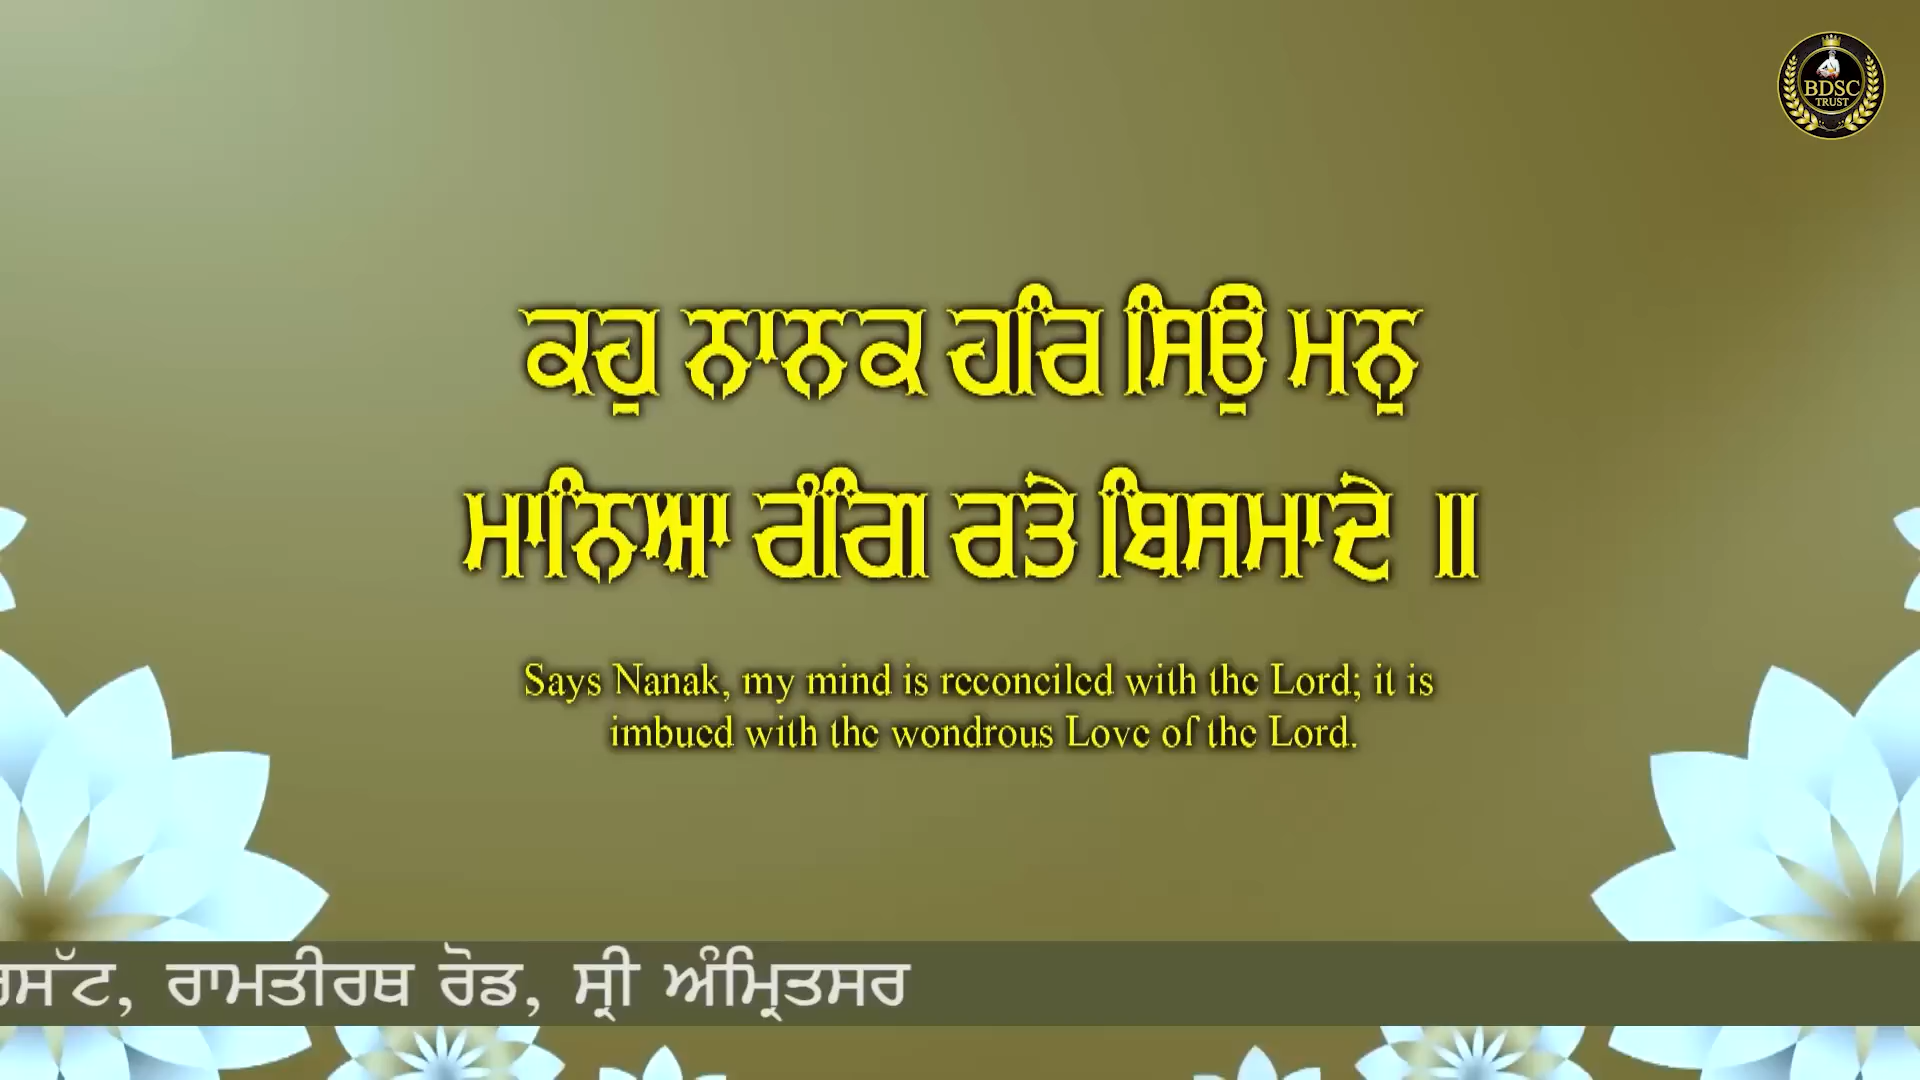 BDSC
TRUST
ਕਹੁ ਨਾਨਕ ਹਰਿ ਸਿਉ ਮਨੁ
ਮਾਨਿਆ ਰੰਗਿ ਰਤੇ ਬਿਸਮਾਦੇ ॥
Says Nanak, my mind is reconciled with the Lord; it is
imbued with the wondrous Love of the Lord.
ਰਸੱਟ, ਰਾਮਤੀਰਥ ਰੋਡ, ਸ੍ਰੀ ਅੰਮ੍ਰਿਤਸਰ